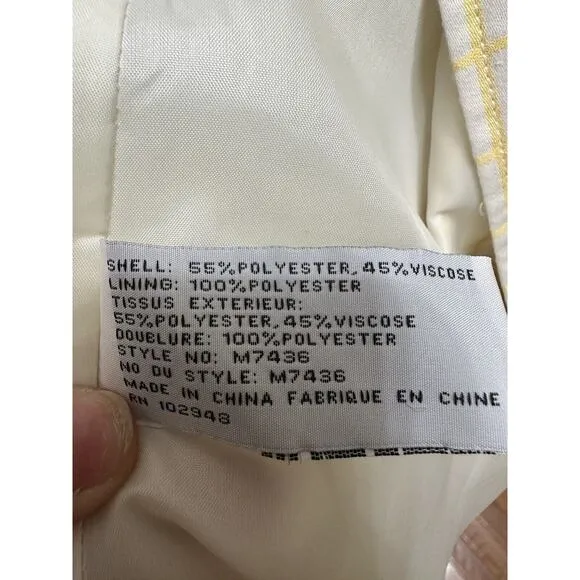 SHELL: 55%POLYESTER, 45%VISCOSE
LINING: 100%POLYESTER
TISSUS EXTERIEUR:
55%POLYESTER, 45%VISCOSE
DOUBLURE: 100%POLYESTER
STYLE NO: M7436
NO DU STYLE: M7436
MADE IN CHINA FABRIQUE EN CHINE
RN 102948